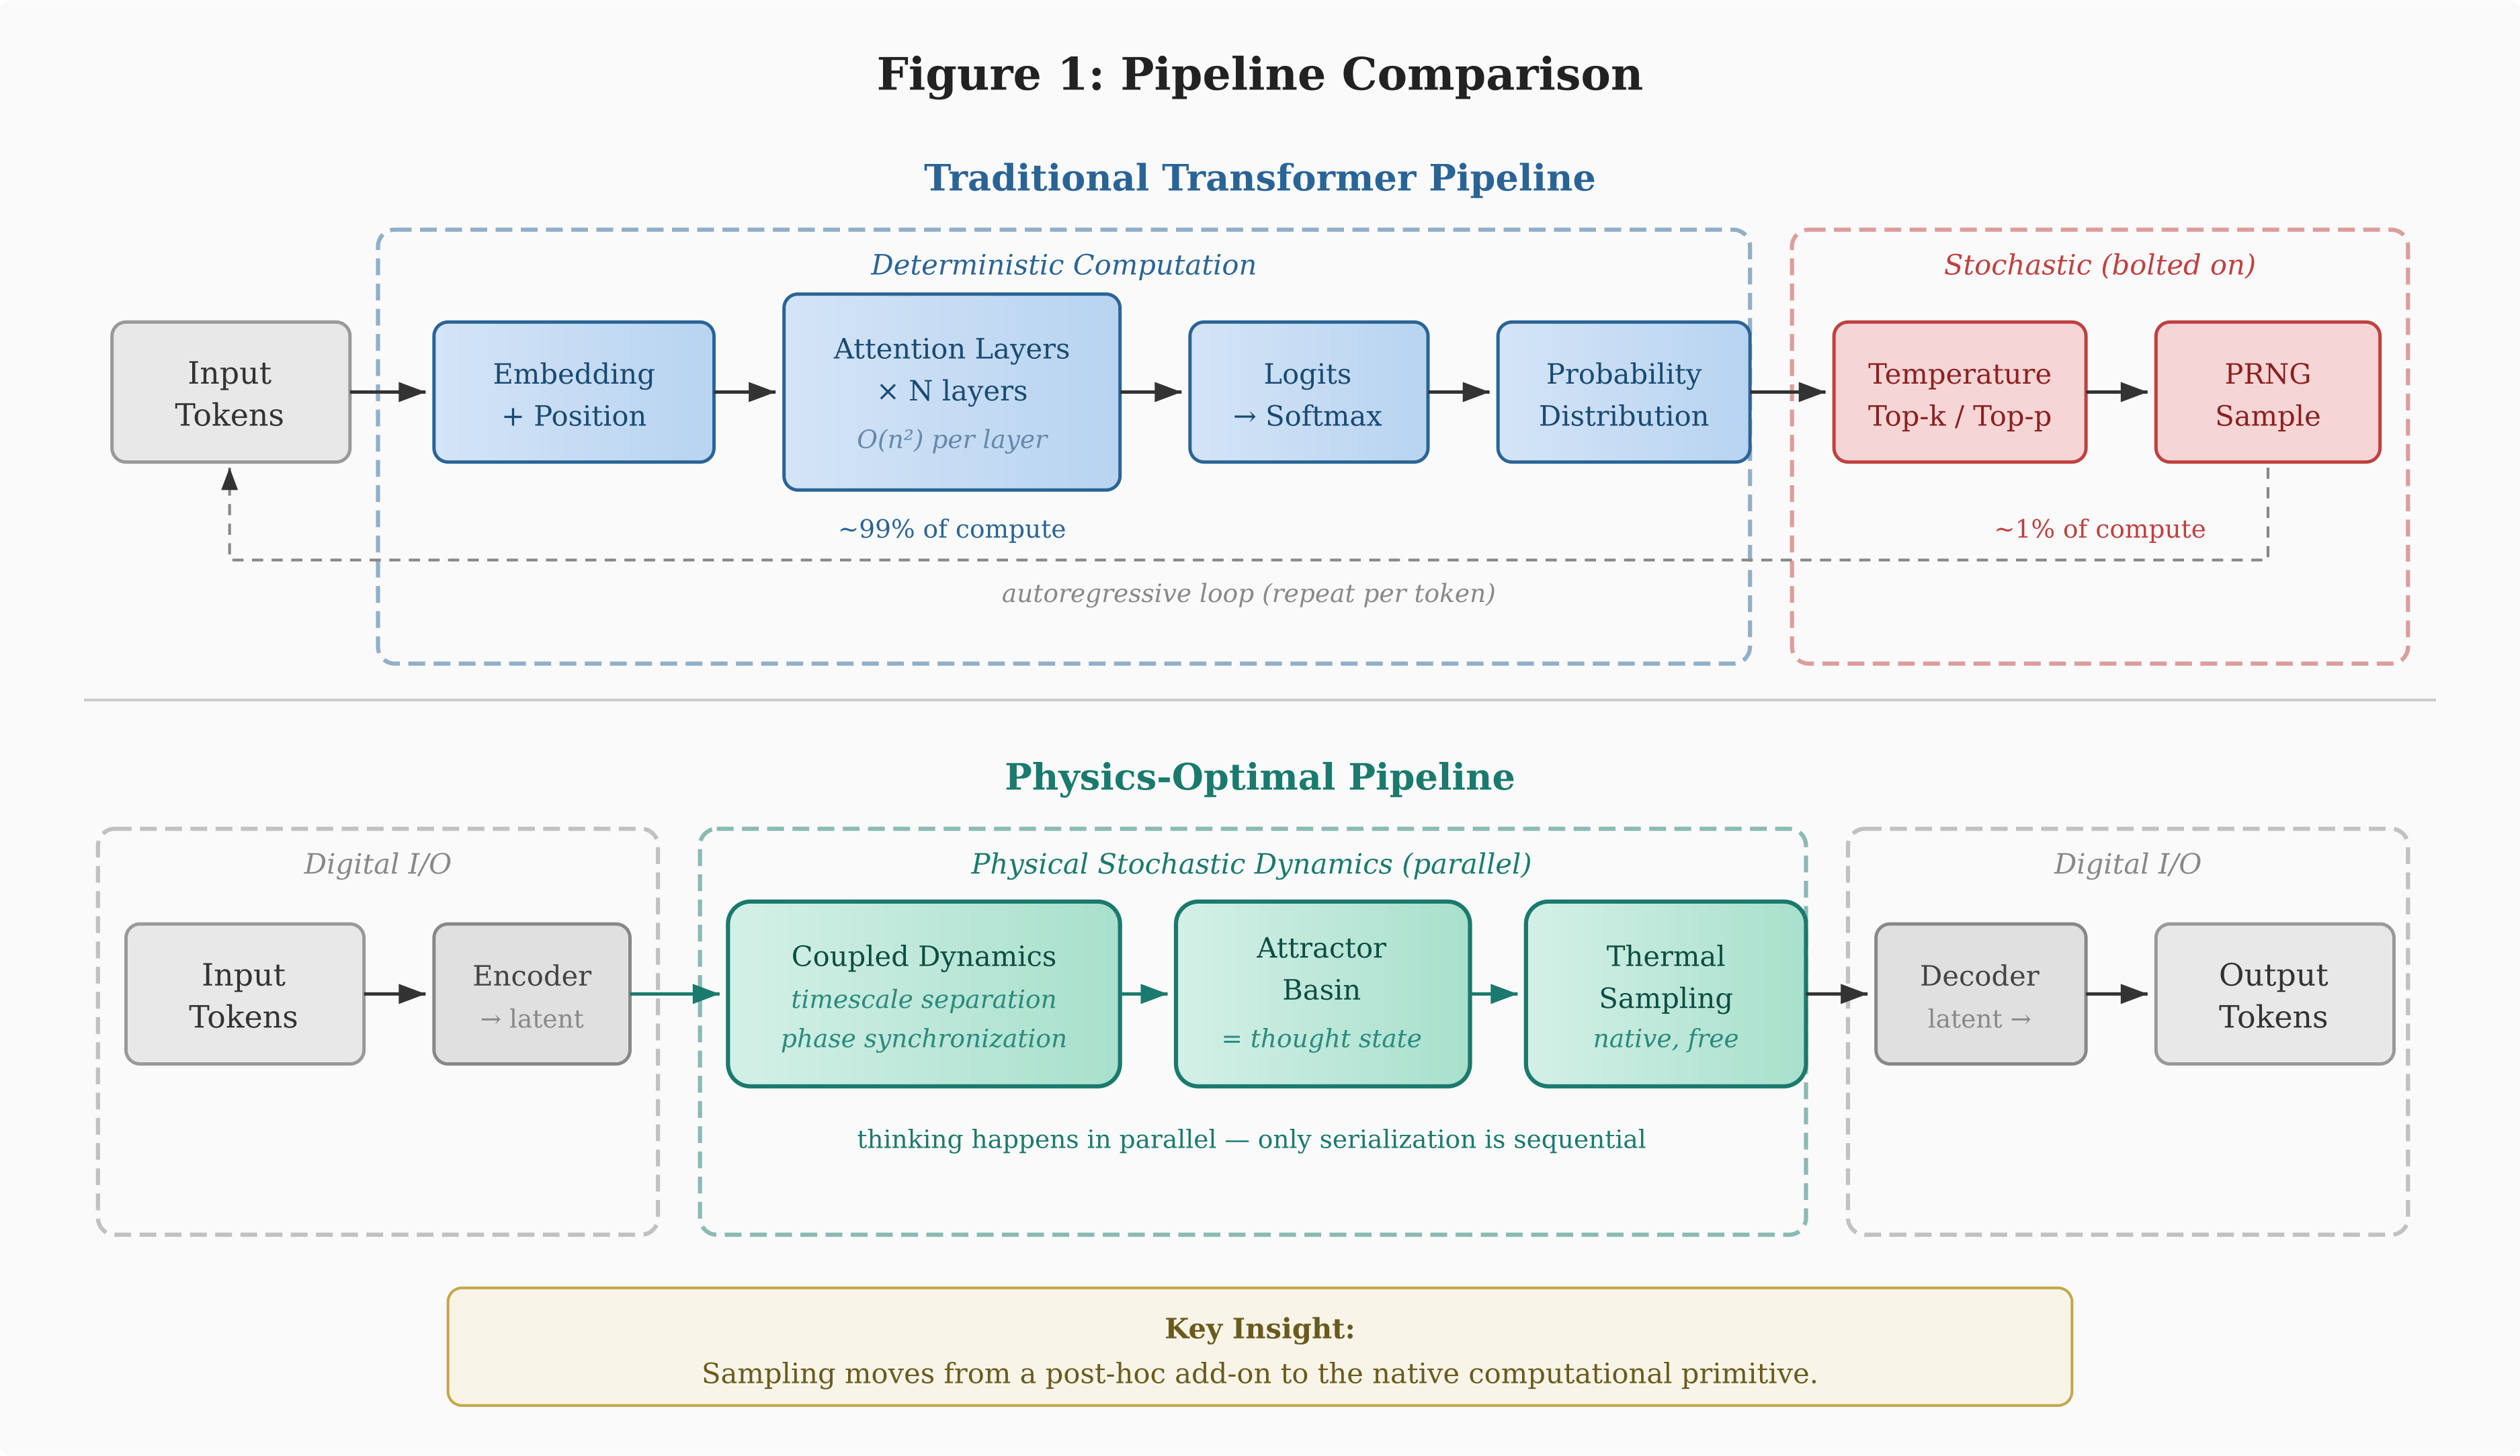 Figure 1: Pipeline Comparison
Traditional Transformer Pipeline
Deterministic Computation
Stochastic (bolted on)
Input
Tokens
Embedding
+ Position
Attention Layers
× N layers
O(n²) per layer
Logits
→ Softmax
Probability
Distribution
Temperature
Top-k / Top-p
PRNG
Sample
~99% of compute
~1% of compute
autoregressive loop (repeat per token)
Physics-Optimal Pipeline
Digital I/O
Physical Stochastic Dynamics (parallel)
Digital I/O
Input
Tokens
Encoder
→ latent
Coupled Dynamics
timescale separation
phase synchronization
Attractor
Basin
= thought state
Thermal
Sampling
native, free
Decoder
latent →
Output
Tokens
thinking happens in parallel — only serialization is sequential
Key Insight:
Sampling moves from a post-hoc add-on to the native computational primitive.